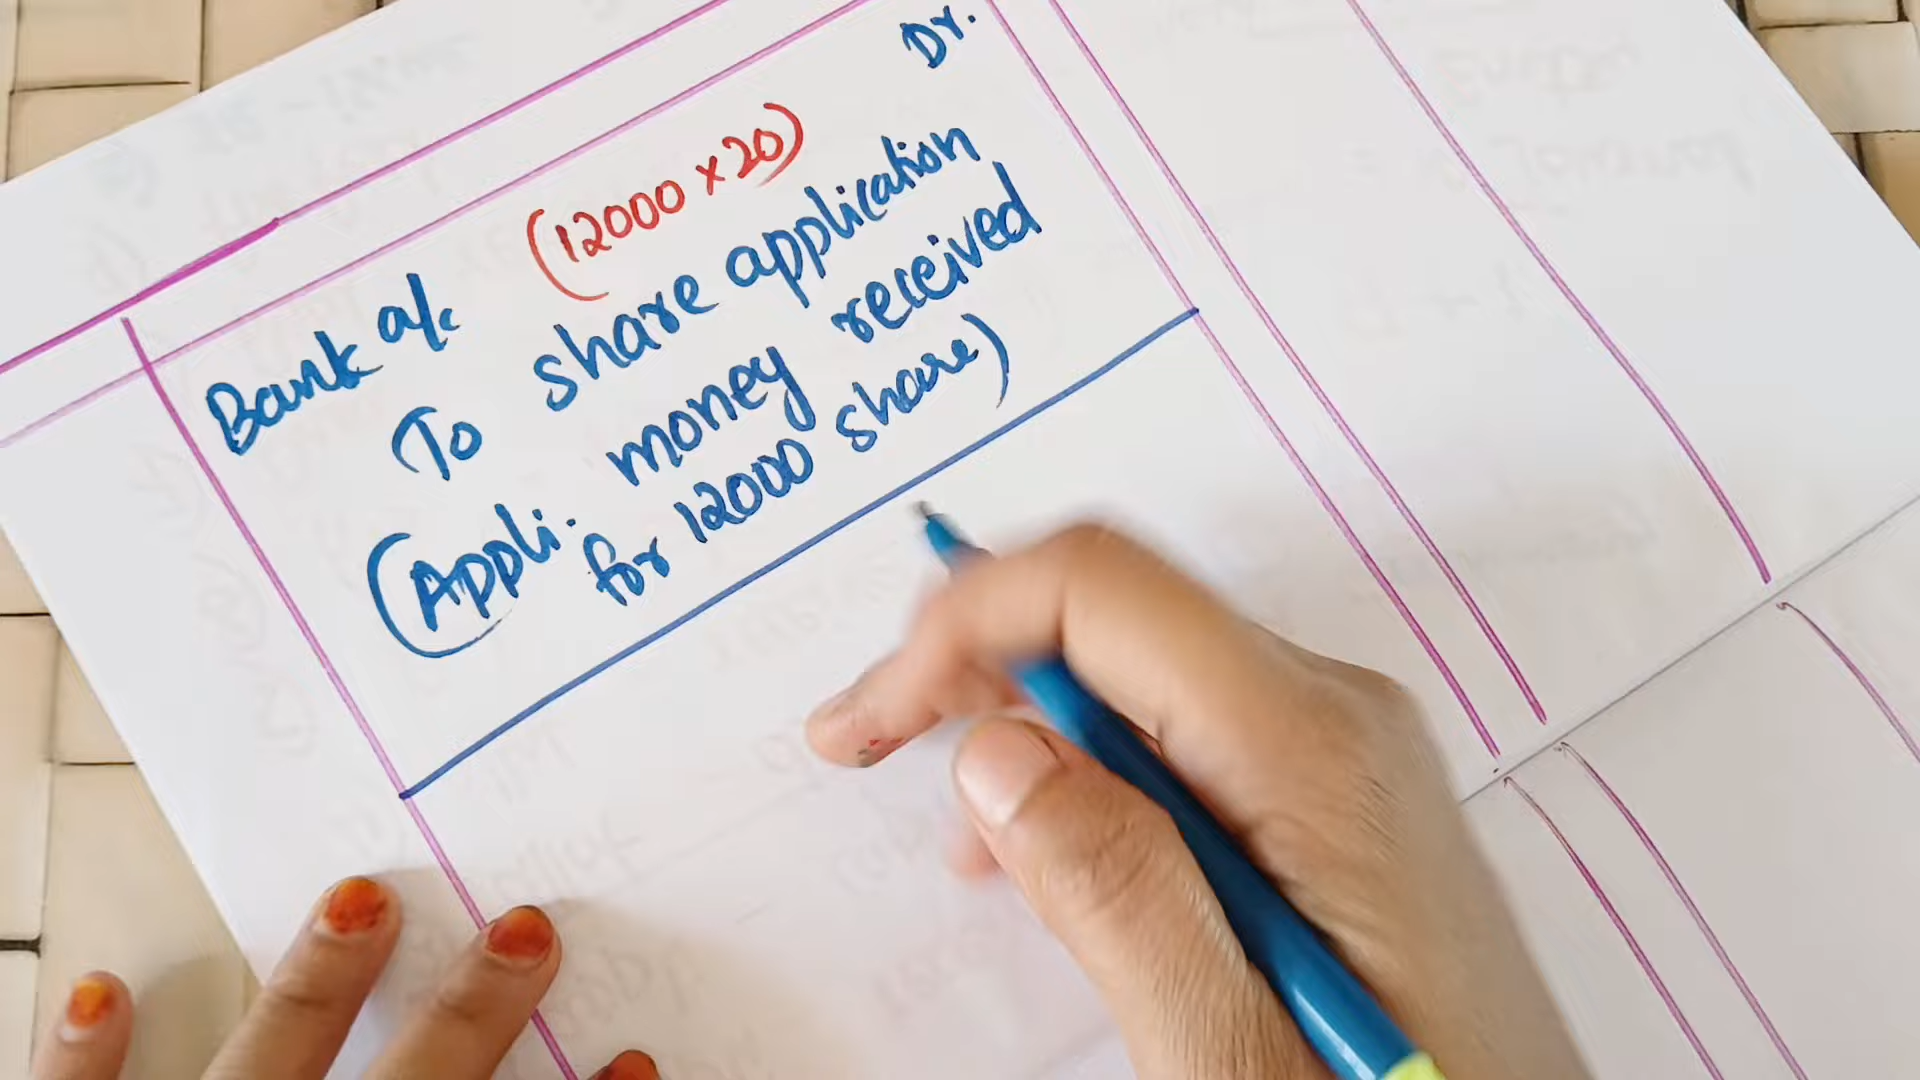 Bank a/c (12000 × 20) Dr.
To share application
(Appli. money received
for 12000 share)